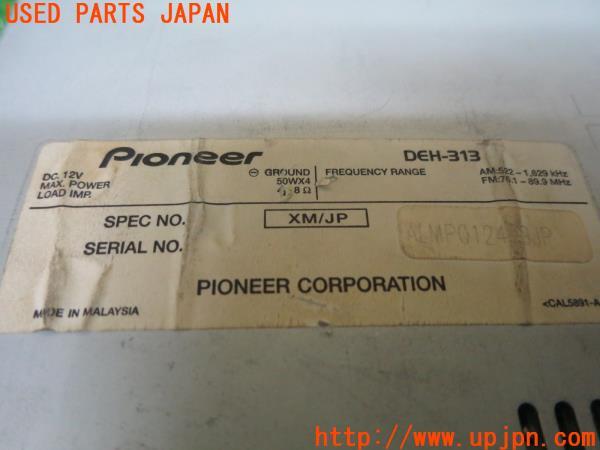 USED PARTS JAPAN
Pioneer
DEH-313
DC. 12V ⊖ GROUND
MAX. POWER 50WX4
LOAD IMP. 8 Ω
FREQUENCY RANGE
AM: 522 – 1,629 kHz
FM: 76.1 – 89.9 MHz
SPEC NO. XM/JP
SERIAL NO.
PIONEER CORPORATION
MADE IN MALAYSIA
<CAL5891-A
http://www.upjpn.com